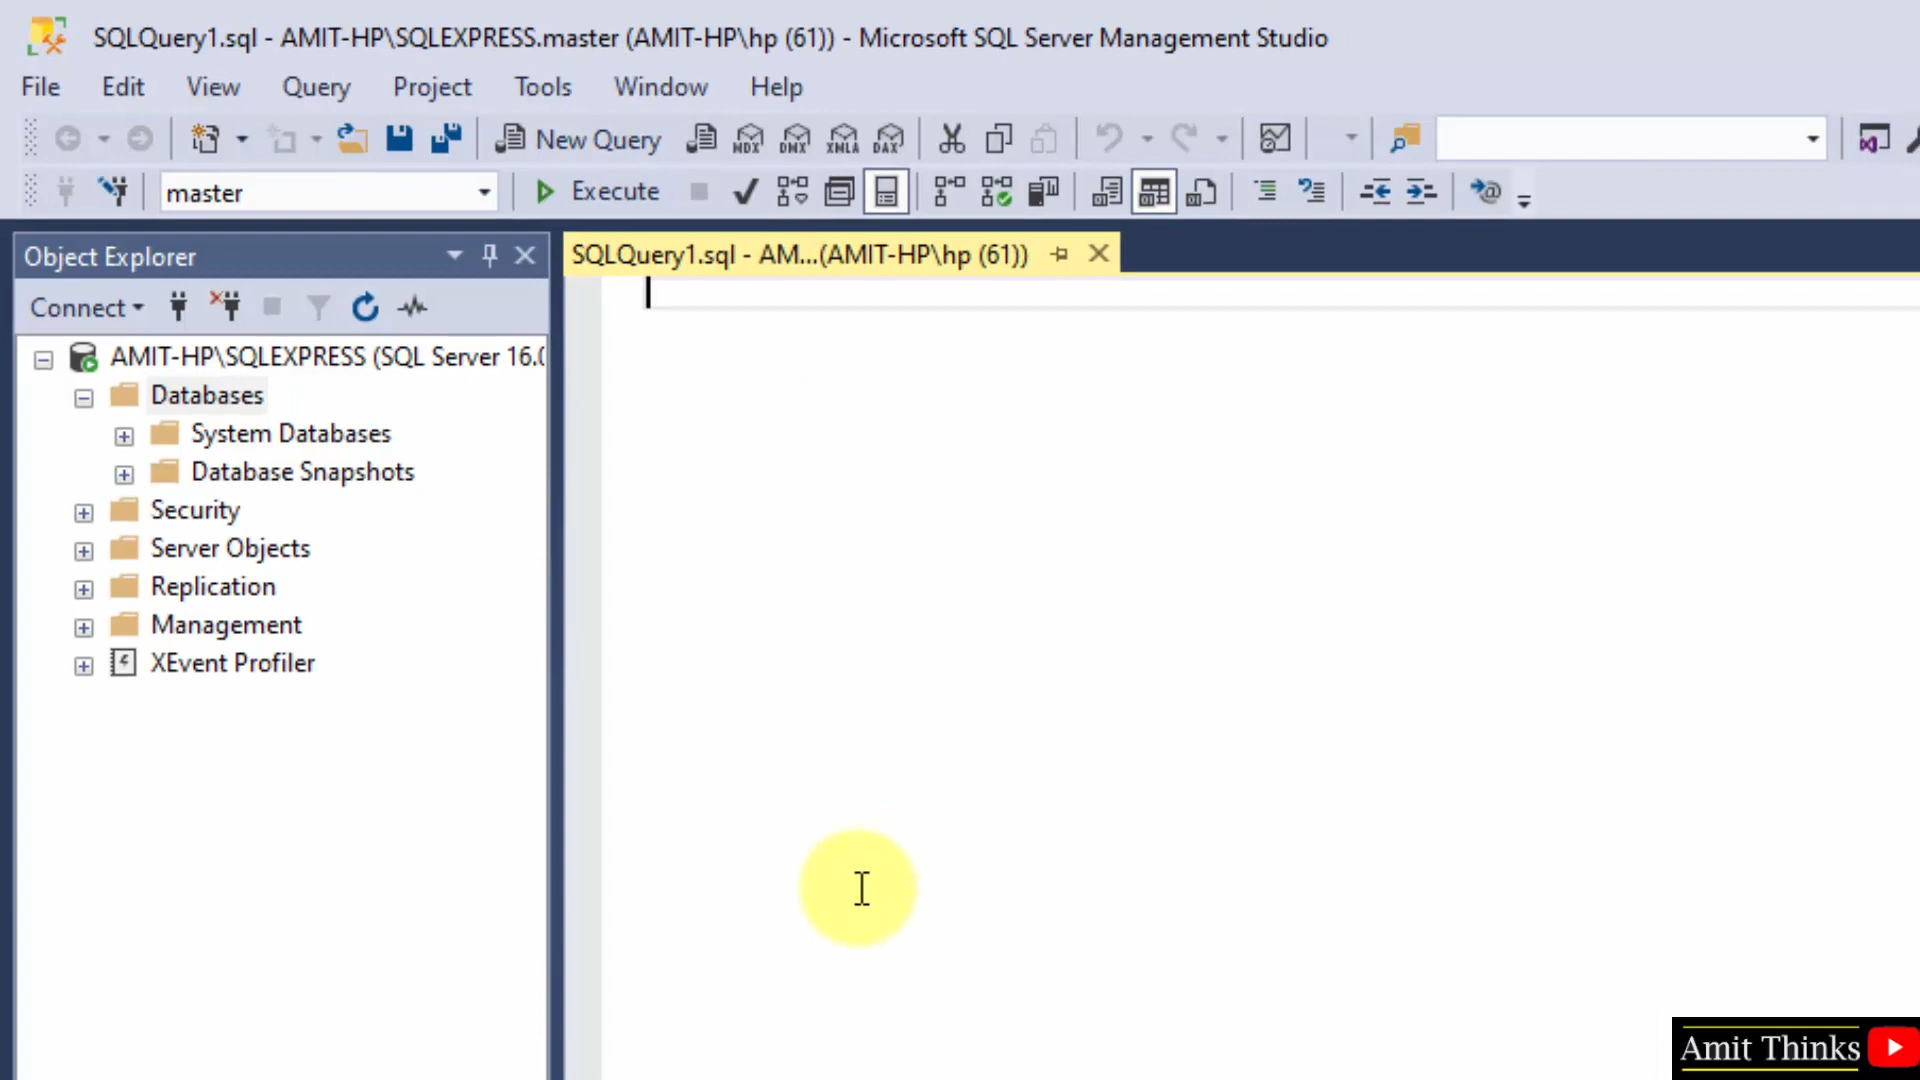 SQLQuery1.sql - AMIT-HP\SQLEXPRESS.master (AMIT-HP\hp (61)) - Microsoft SQL Server Management Studio
File Edit View Query Project Tools Window Help
New Query MDX DMX XMLA DAX
master Execute
Object Explorer
SQLQuery1.sql - AM...(AMIT-HP\hp (61))
Connect
AMIT-HP\SQLEXPRESS (SQL Server 16.0
Databases
System Databases
Database Snapshots
Security
Server Objects
Replication
Management
XEvent Profiler
Amit Thinks